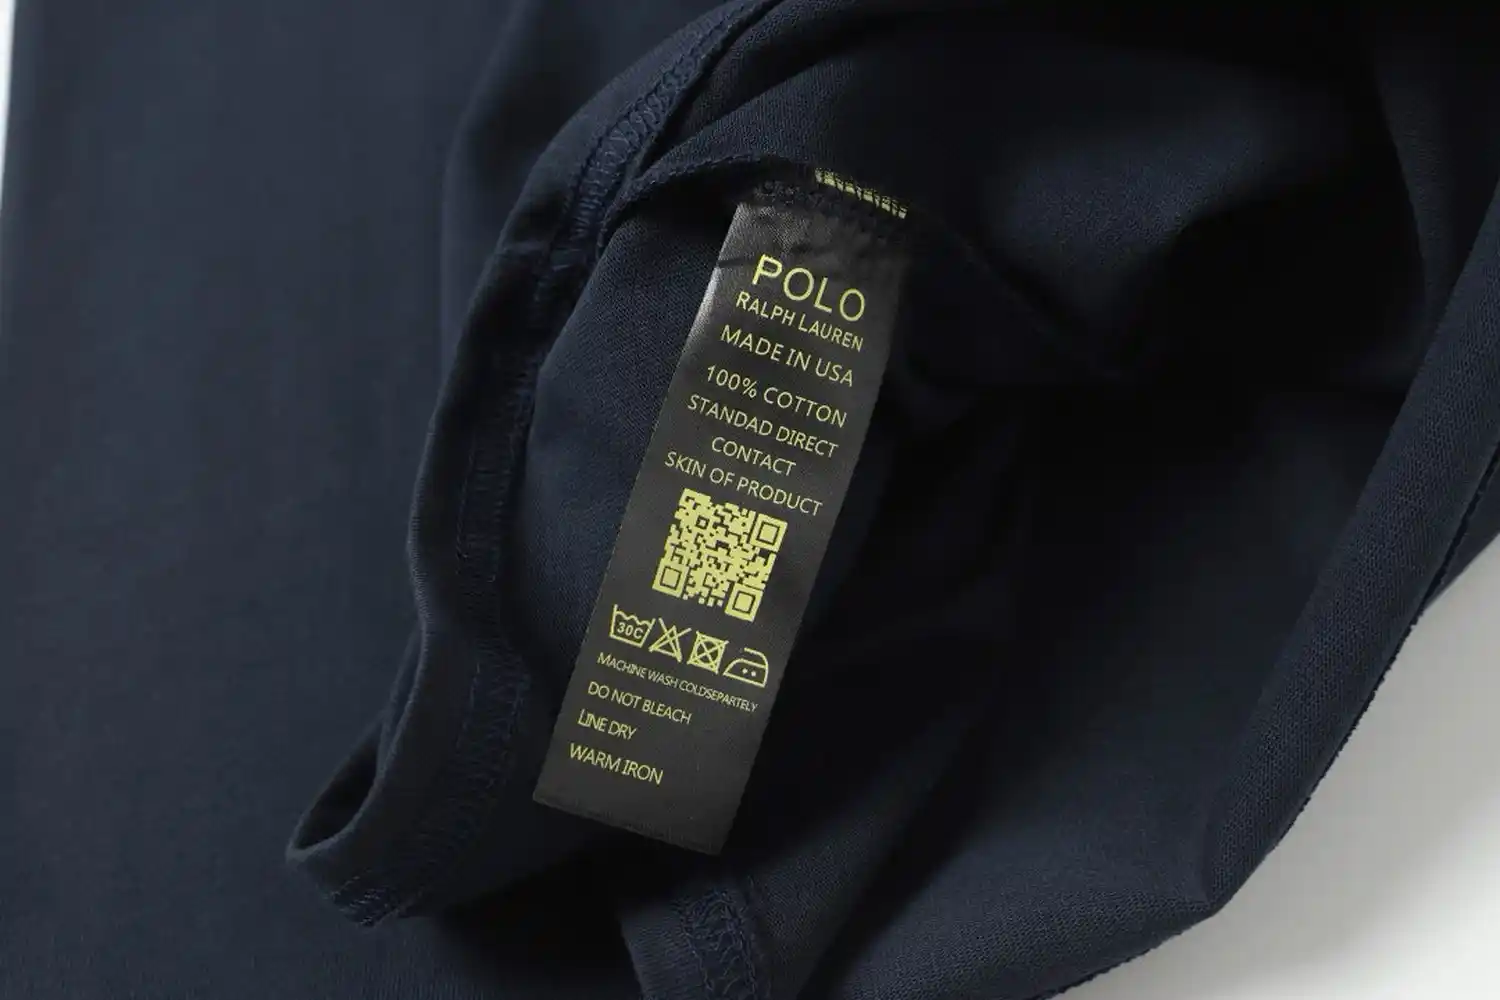 POLO
RALPH LAUREN
MADE IN USA
100% COTTON
STANDAD DIRECT
CONTACT
SKIN OF PRODUCT
30C
MACHINE WASH COLDSEPARTELY
DO NOT BLEACH
LINE DRY
WARM IRON